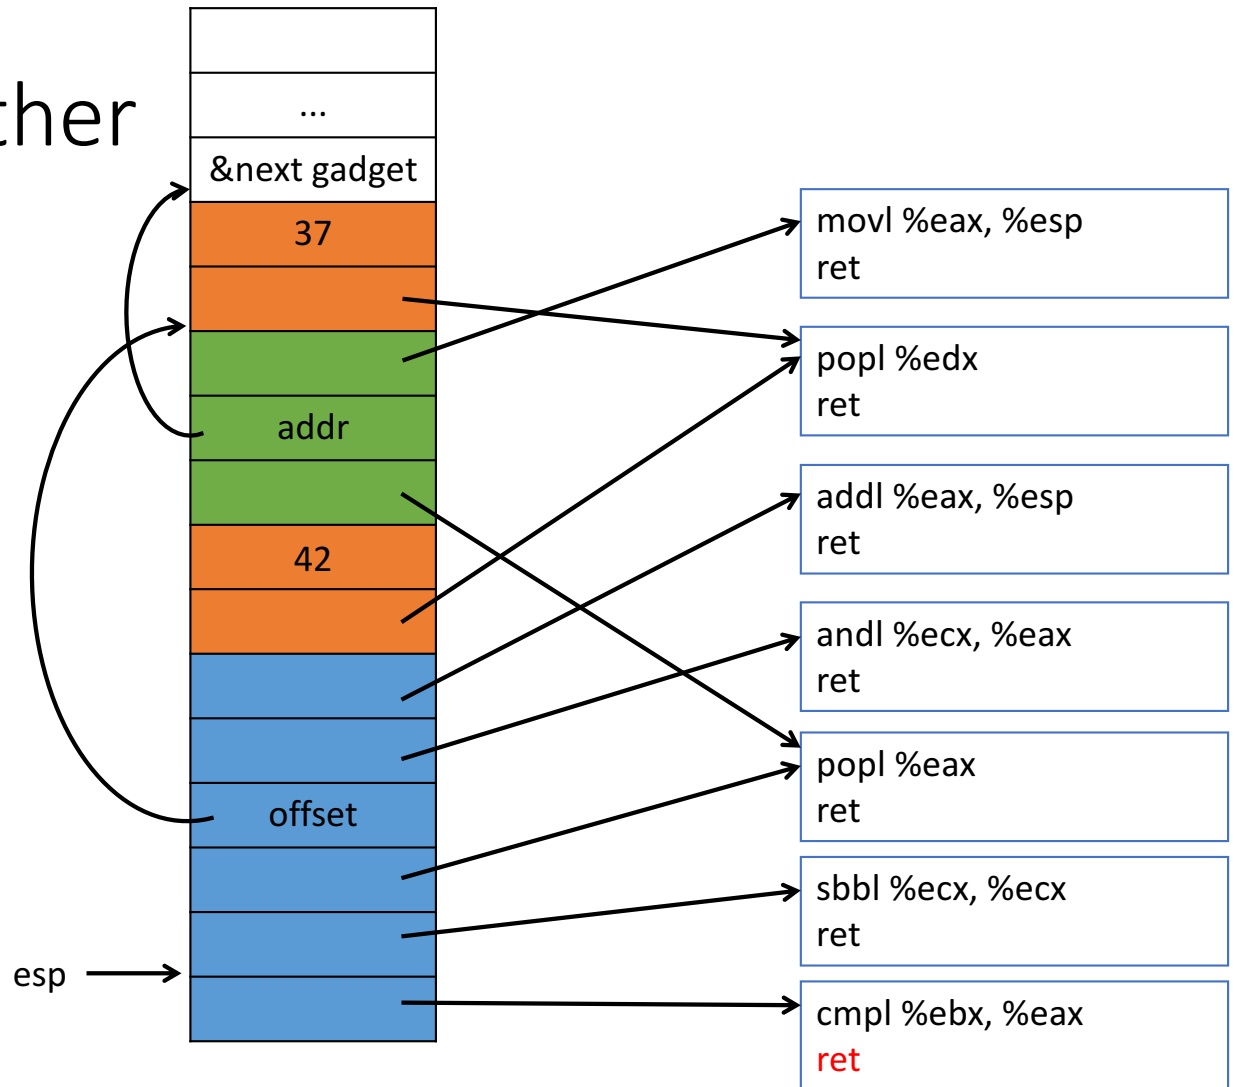 ther
...
&next gadget
37
addr
42
offset
esp
movl %eax, %esp
ret
popl %edx
ret
addl %eax, %esp
ret
andl %ecx, %eax
ret
popl %eax
ret
sbbl %ecx, %ecx
ret
cmpl %ebx, %eax
ret